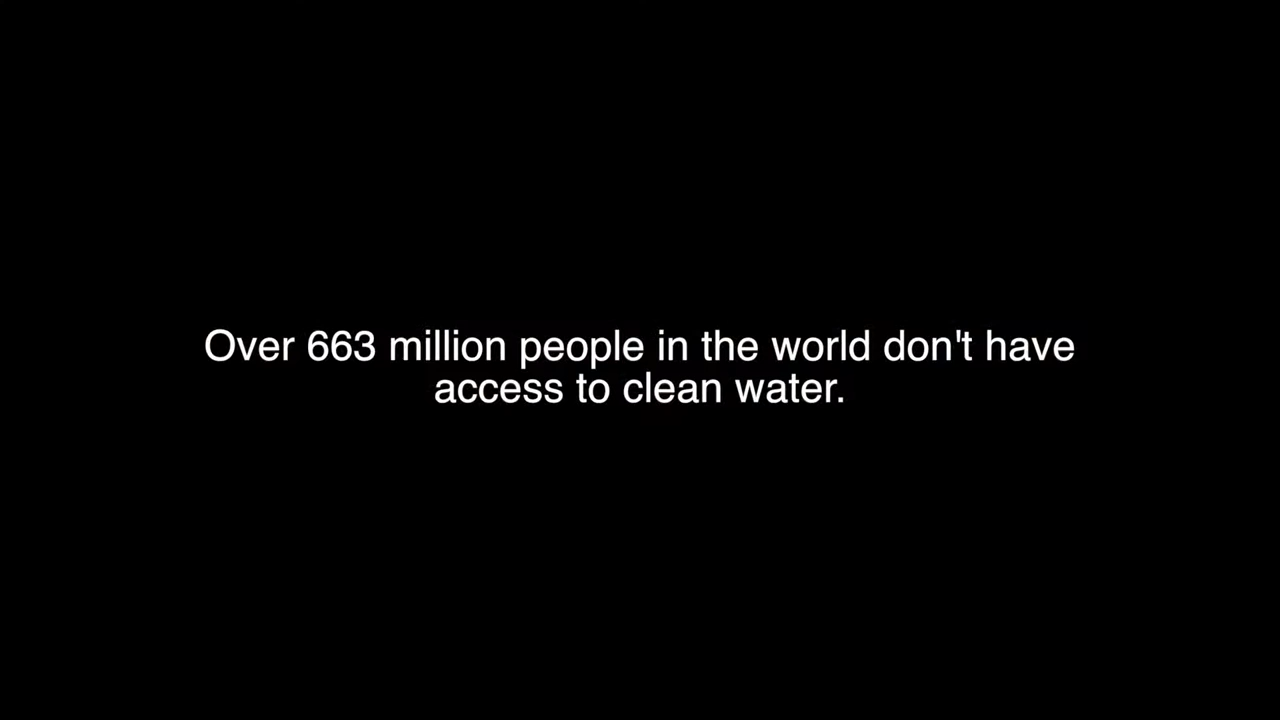 Over 663 million people in the world don't have
access to clean water.